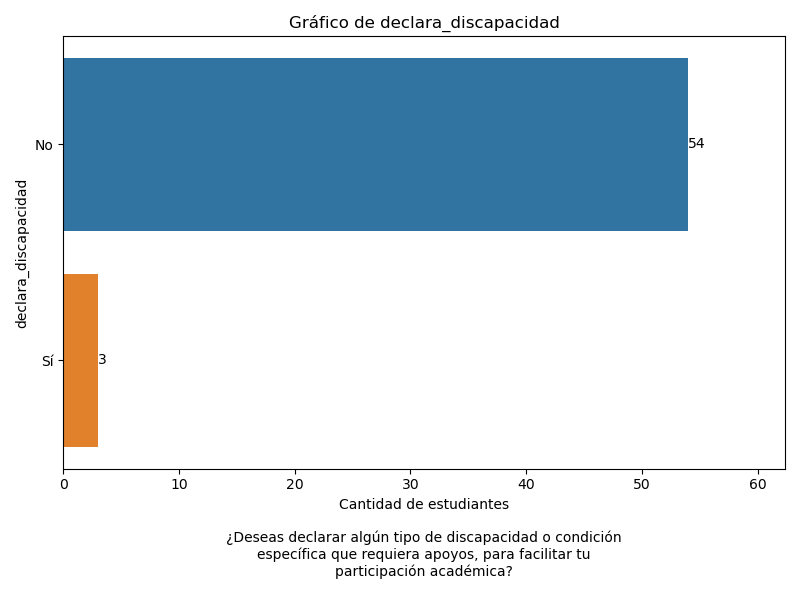 Gráfico de declara_discapacidad
declara_discapacidad
No
54
Sí
3
0 10 20 30 40 50 60
Cantidad de estudiantes
¿Deseas declarar algún tipo de discapacidad o condición
específica que requiera apoyos, para facilitar tu
participación académica?